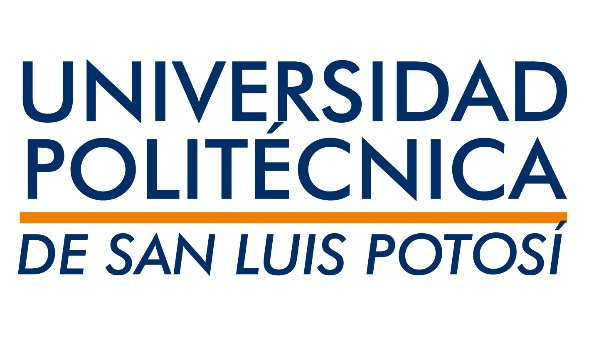 UNIVERSIDAD
POLITÉCNICA
DE SAN LUIS POTOSÍ